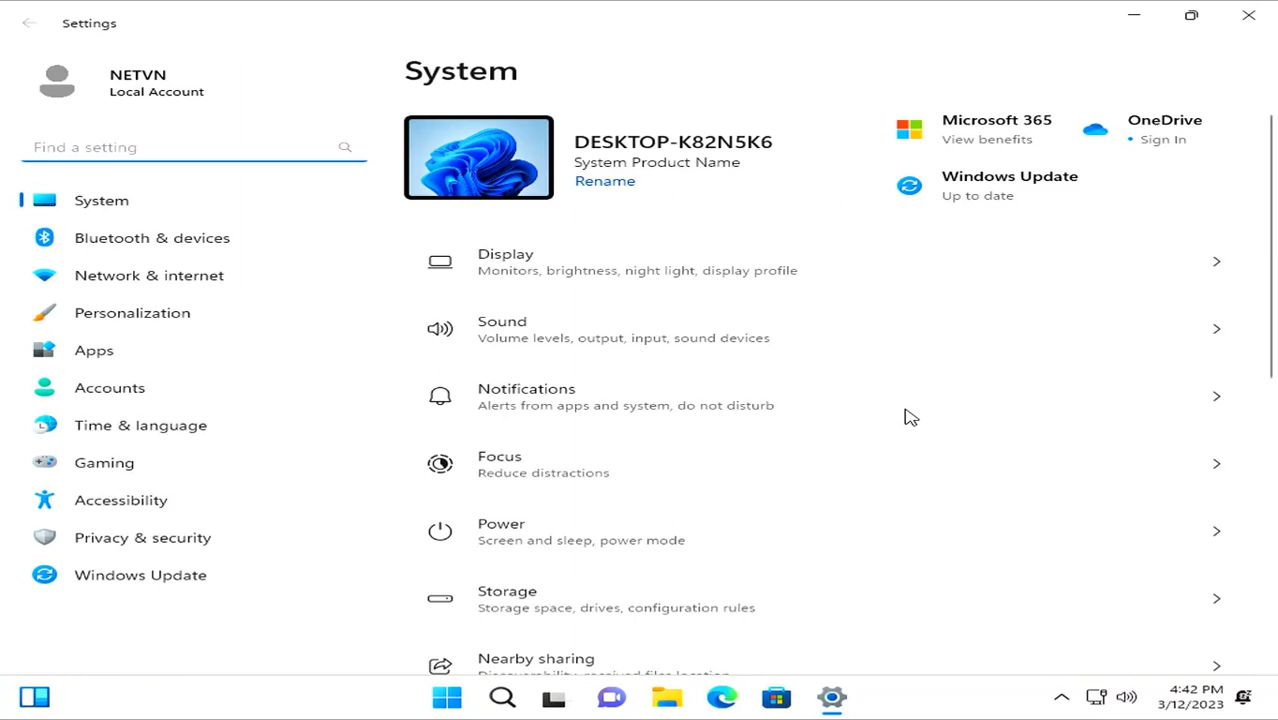 Settings
NETVN
Local Account
Find a setting
System
Bluetooth & devices
Network & internet
Personalization
Apps
Accounts
Time & language
Gaming
Accessibility
Privacy & security
Windows Update
System
DESKTOP-K82N5K6
System Product Name
Rename
Microsoft 365
View benefits
OneDrive
• Sign In
Windows Update
Up to date
Display
Monitors, brightness, night light, display profile
Sound
Volume levels, output, input, sound devices
Notifications
Alerts from apps and system, do not disturb
Focus
Reduce distractions
Power
Screen and sleep, power mode
Storage
Storage space, drives, configuration rules
Nearby sharing
Discoverability, received files location
4:42 PM
3/12/2023